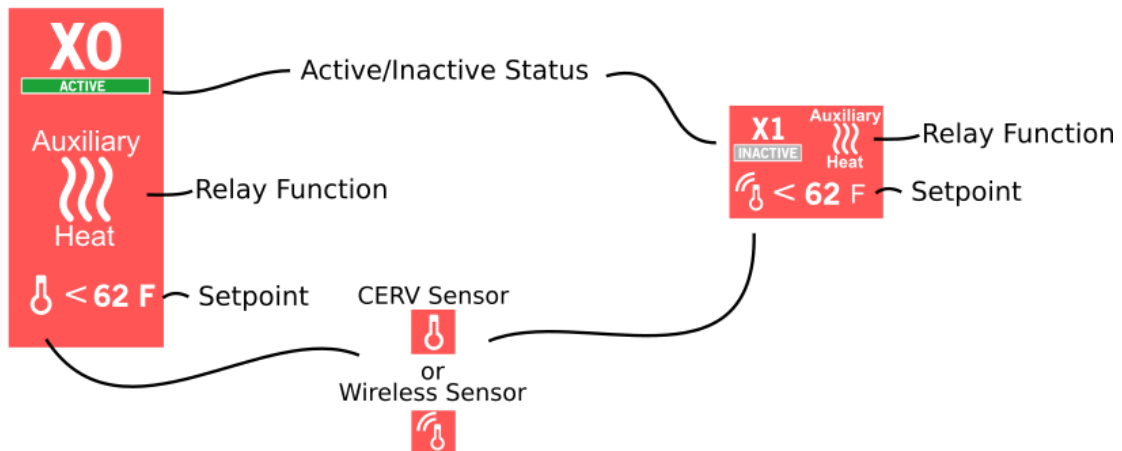 X0
ACTIVE
Auxiliary
Heat
< 62 F
Active/Inactive Status
Relay Function
Setpoint
CERV Sensor
or
Wireless Sensor
X1
INACTIVE
Auxiliary
Heat
< 62 F
Relay Function
Setpoint